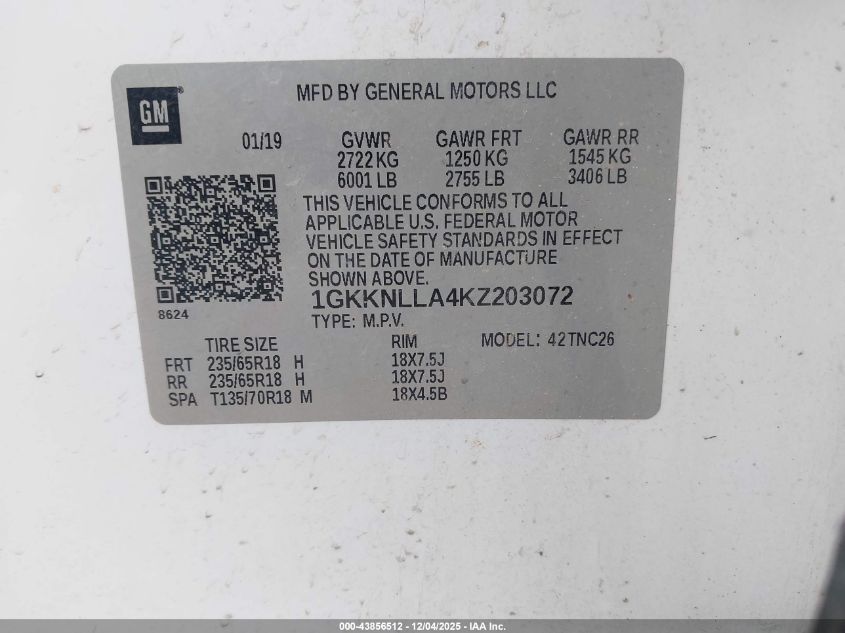 GM
MFD BY GENERAL MOTORS LLC
01/19 GVWR GAWR FRT GAWR RR
2722 KG 1250 KG 1545 KG
6001 LB 2755 LB 3406 LB
THIS VEHICLE CONFORMS TO ALL
APPLICABLE U.S. FEDERAL MOTOR
VEHICLE SAFETY STANDARDS IN EFFECT
ON THE DATE OF MANUFACTURE
SHOWN ABOVE.
8624
1GKKNLLA4KZ203072
TYPE: M.P.V.
TIRE SIZE RIM MODEL: 42TNC26
FRT 235/65R18 H 18X7.5J
RR 235/65R18 H 18X7.5J
SPA T135/70R18 M 18X4.5B
000-43856512 - 12/04/2025 - IAA Inc.